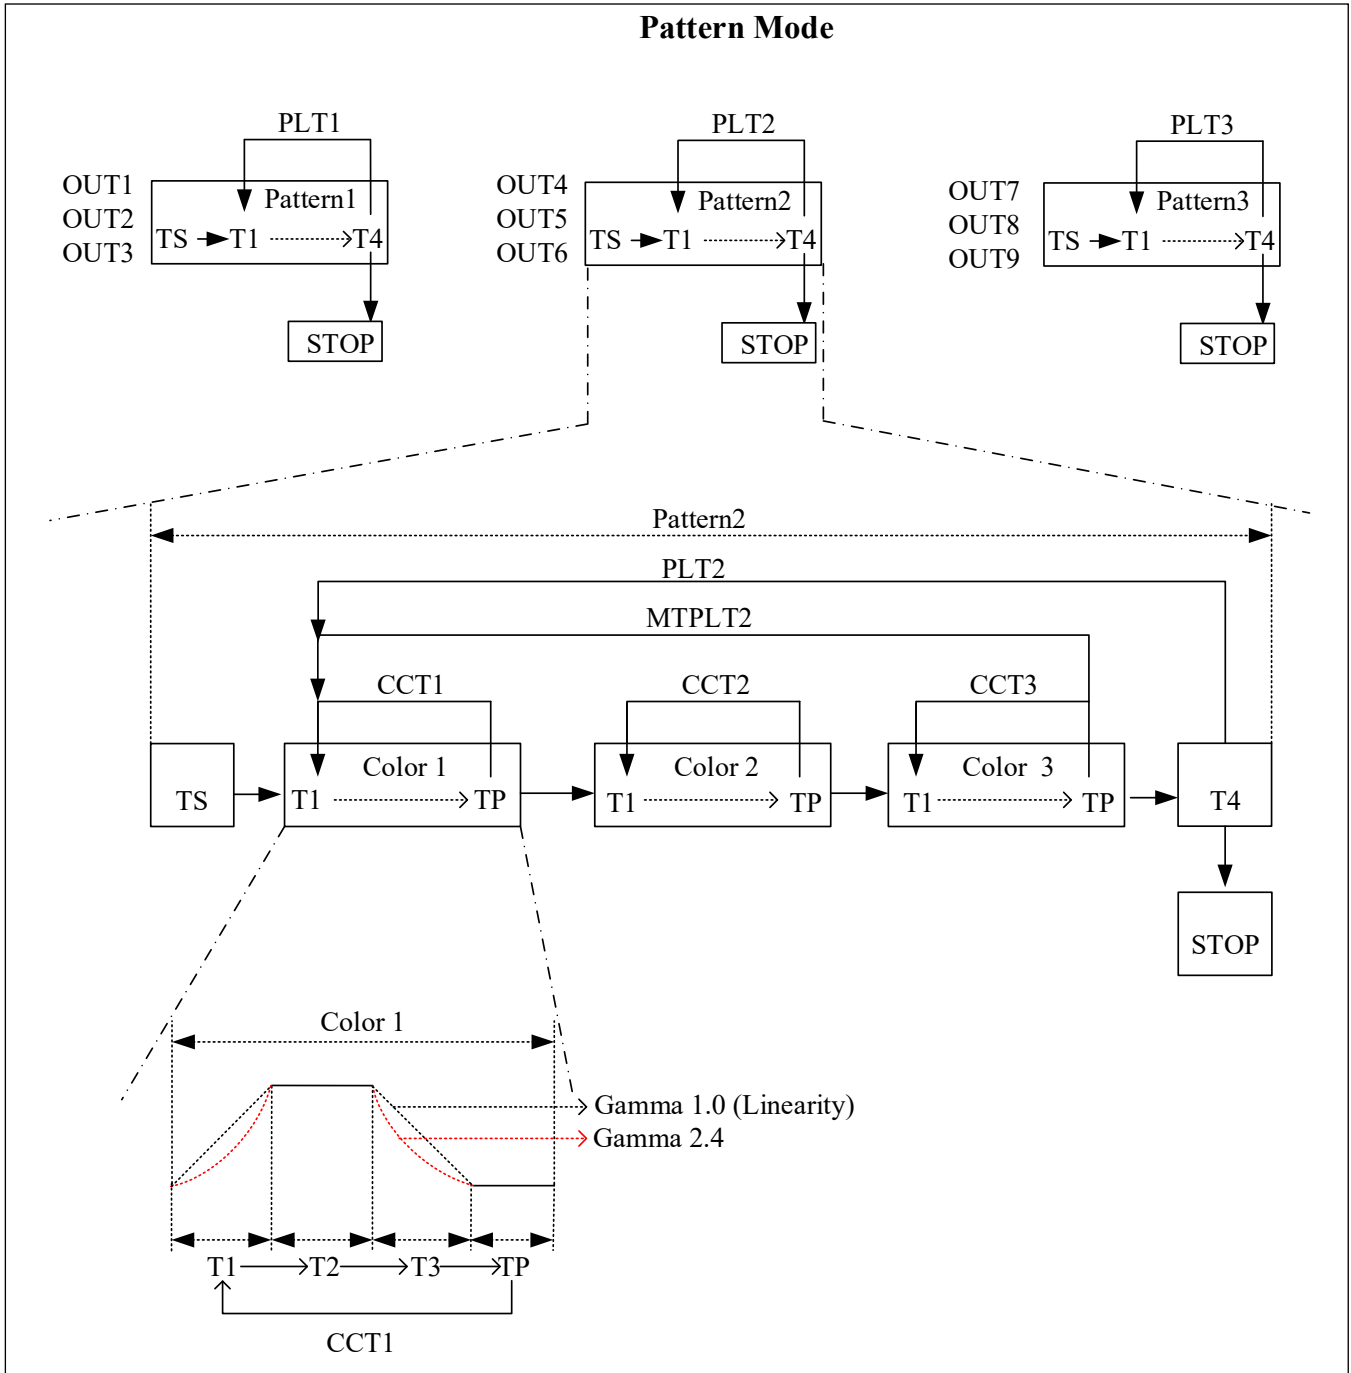 Pattern Mode
PLT1
PLT2
PLT3
OUT1
OUT2
OUT3
Pattern1
TS
T1
T4
STOP
OUT4
OUT5
OUT6
Pattern2
TS
T1
T4
STOP
OUT7
OUT8
OUT9
Pattern3
TS
T1
T4
STOP
Pattern2
PLT2
MTPLT2
CCT1
CCT2
CCT3
TS
Color 1
T1
TP
Color 2
T1
TP
Color 3
T1
TP
T4
STOP
Color 1
Gamma 1.0 (Linearity)
Gamma 2.4
T1
T2
T3
TP
CCT1